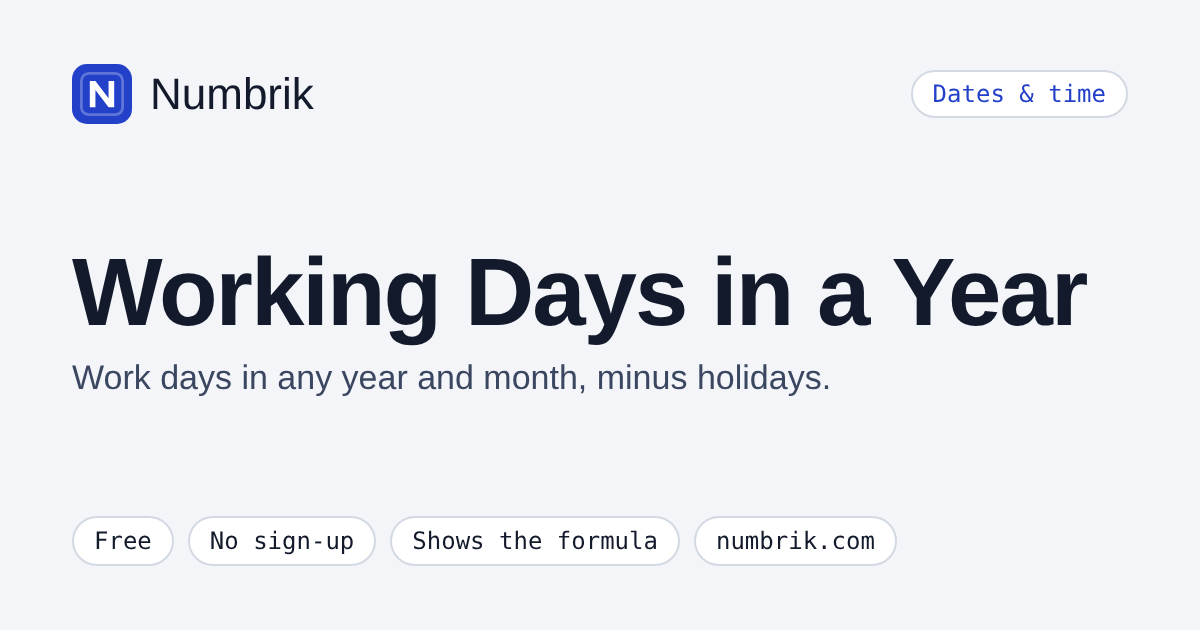 N Numbrik
Dates & time
Working Days in a Year
Work days in any year and month, minus holidays.
Free
No sign-up
Shows the formula
numbrik.com